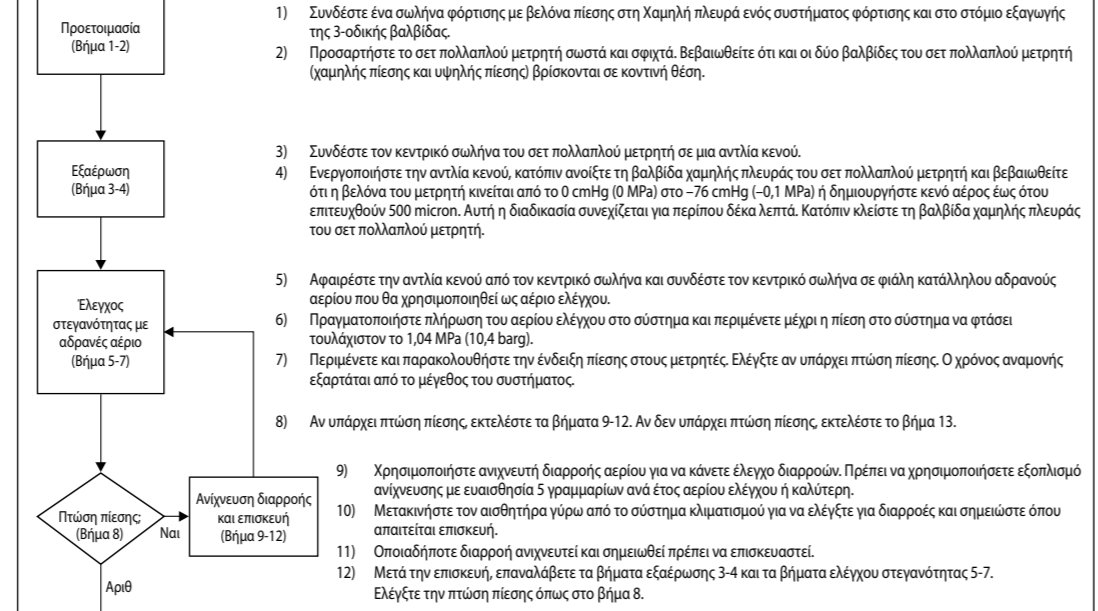 Προετοιμασία
(Βήμα 1-2)
1) Συνδέστε ένα σωλήνα φόρτισης με βελόνα πίεσης στη Χαμηλή πλευρά ενός συστήματος φόρτισης και στο στόμιο εξαγωγής
της 3-οδικής βαλβίδας.
2) Προσαρτήστε το σετ πολλαπλού μετρητή σωστά και σφιχτά. Βεβαιωθείτε ότι και οι δύο βαλβίδες του σετ πολλαπλού μετρητή
(χαμηλής πίεσης και υψηλής πίεσης) βρίσκονται σε κοντινή θέση.
Εξαέρωση
(Βήμα 3-4)
3) Συνδέστε τον κεντρικό σωλήνα του σετ πολλαπλού μετρητή σε μια αντλία κενού.
4) Ενεργοποιήστε την αντλία κενού, κατόπιν ανοίξτε τη βαλβίδα χαμηλής πλευράς του σετ πολλαπλού μετρητή και βεβαιωθείτε
ότι η βελόνα του μετρητή κινείται από το 0 cmHg (0 MPa) στο –76 cmHg (–0,1 MPa) ή δημιουργήστε κενό αέρος έως ότου
επιτευχθούν 500 micron. Αυτή η διαδικασία συνεχίζεται για περίπου δέκα λεπτά. Κατόπιν κλείστε τη βαλβίδα χαμηλής πλευράς
του σετ πολλαπλού μετρητή.
Έλεγχος
στεγανότητας με
αδρανές αέριο
(Βήμα 5-7)
5) Αφαιρέστε την αντλία κενού από τον κεντρικό σωλήνα και συνδέστε τον κεντρικό σωλήνα σε φιάλη κατάλληλου αδρανούς
αερίου που θα χρησιμοποιηθεί ως αέριο ελέγχου.
6) Πραγματοποιήστε πλήρωση του αερίου ελέγχου στο σύστημα και περιμένετε μέχρι η πίεση στο σύστημα να φτάσει
τουλάχιστον το 1,04 MPa (10,4 barg).
7) Περιμένετε και παρακολουθήστε την ένδειξη πίεσης στους μετρητές. Ελέγξτε αν υπάρχει πτώση πίεσης. Ο χρόνος αναμονής
εξαρτάται από το μέγεθος του συστήματος.
8) Αν υπάρχει πτώση πίεσης, εκτελέστε τα βήματα 9-12. Αν δεν υπάρχει πτώση πίεσης, εκτελέστε το βήμα 13.
Πτώση πίεσης;
(Βήμα 8)
Ναι
Αριθ
Ανίχνευση διαρροής
και επισκευή
(Βήμα 9-12)
9) Χρησιμοποιήστε ανιχνευτή διαρροής αερίου για να κάνετε έλεγχο διαρροών. Πρέπει να χρησιμοποιήσετε εξοπλισμό
ανίχνευσης με ευαισθησία 5 γραμμαρίων ανά έτος αερίου ελέγχου ή καλύτερη.
10) Μετακινήστε τον αισθητήρα γύρω από το σύστημα κλιματισμού για να ελέγξτε για διαρροές και σημειώστε όπου
απαιτείται επισκευή.
11) Οποιαδήποτε διαρροή ανιχνευτεί και σημειωθεί πρέπει να επισκευαστεί.
12) Μετά την επισκευή, επαναλάβετε τα βήματα εξαέρωσης 3-4 και τα βήματα ελέγχου στεγανότητας 5-7.
Ελέγξτε την πτώση πίεσης όπως στο βήμα 8.